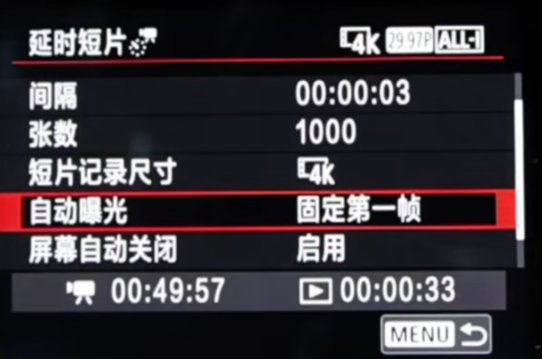 延时短片 4K 29.97P ALL-I
间隔 00:00:03
张数 1000
短片记录尺寸 4K
自动曝光 固定第一帧
屏幕自动关闭 启用
00:49:57 00:00:33
MENU